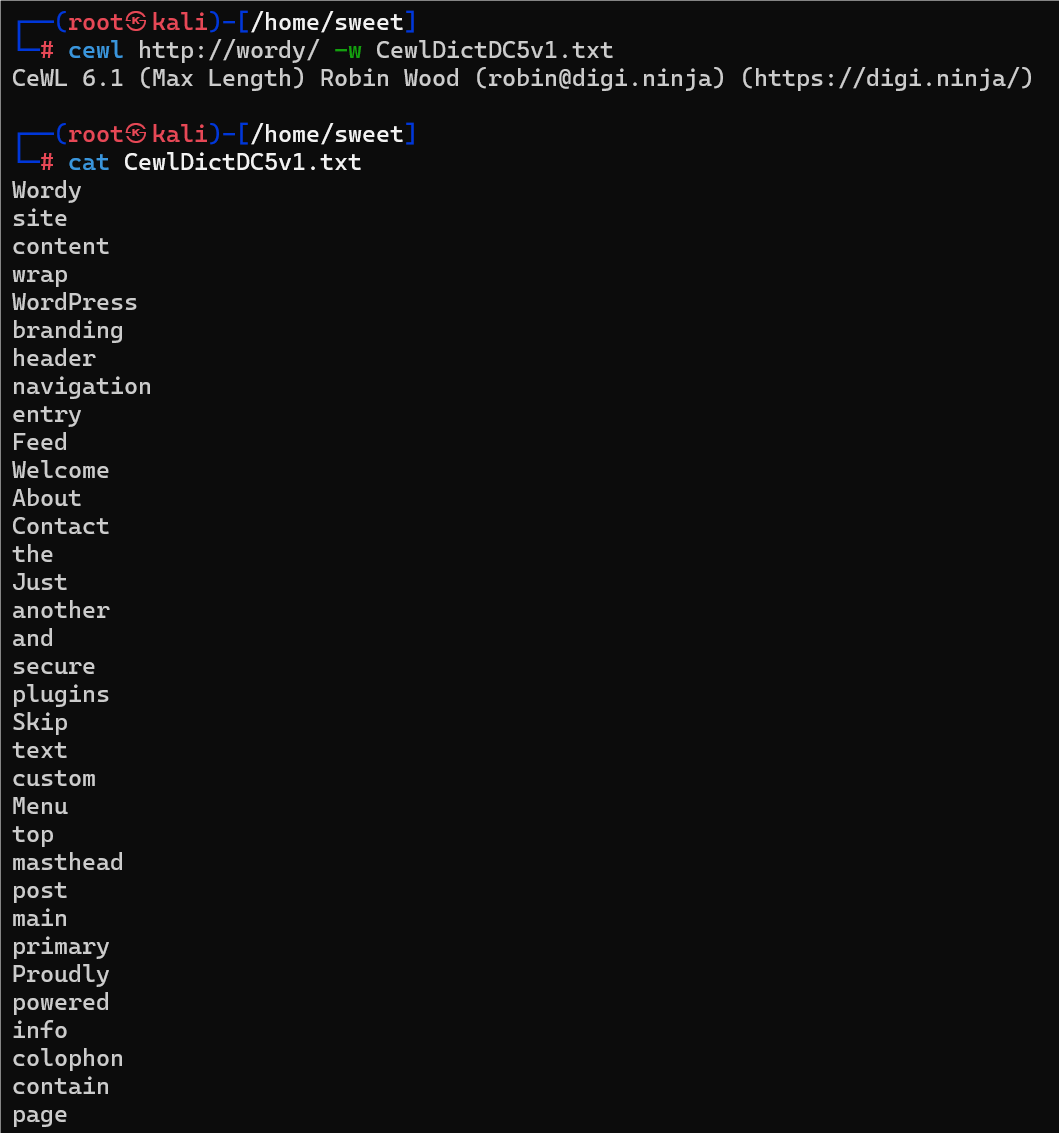 ┌──(root㉿kali)-[/home/sweet]
└─# cewl http://wordy/ -w CewlDictDC5v1.txt
CeWL 6.1 (Max Length) Robin Wood (robin@digi.ninja) (https://digi.ninja/)

┌──(root㉿kali)-[/home/sweet]
└─# cat CewlDictDC5v1.txt
Wordy
site
content
wrap
WordPress
branding
header
navigation
entry
Feed
Welcome
About
Contact
the
Just
another
and
secure
plugins
Skip
text
custom
Menu
top
masthead
post
main
primary
Proudly
powered
info
colophon
contain
page